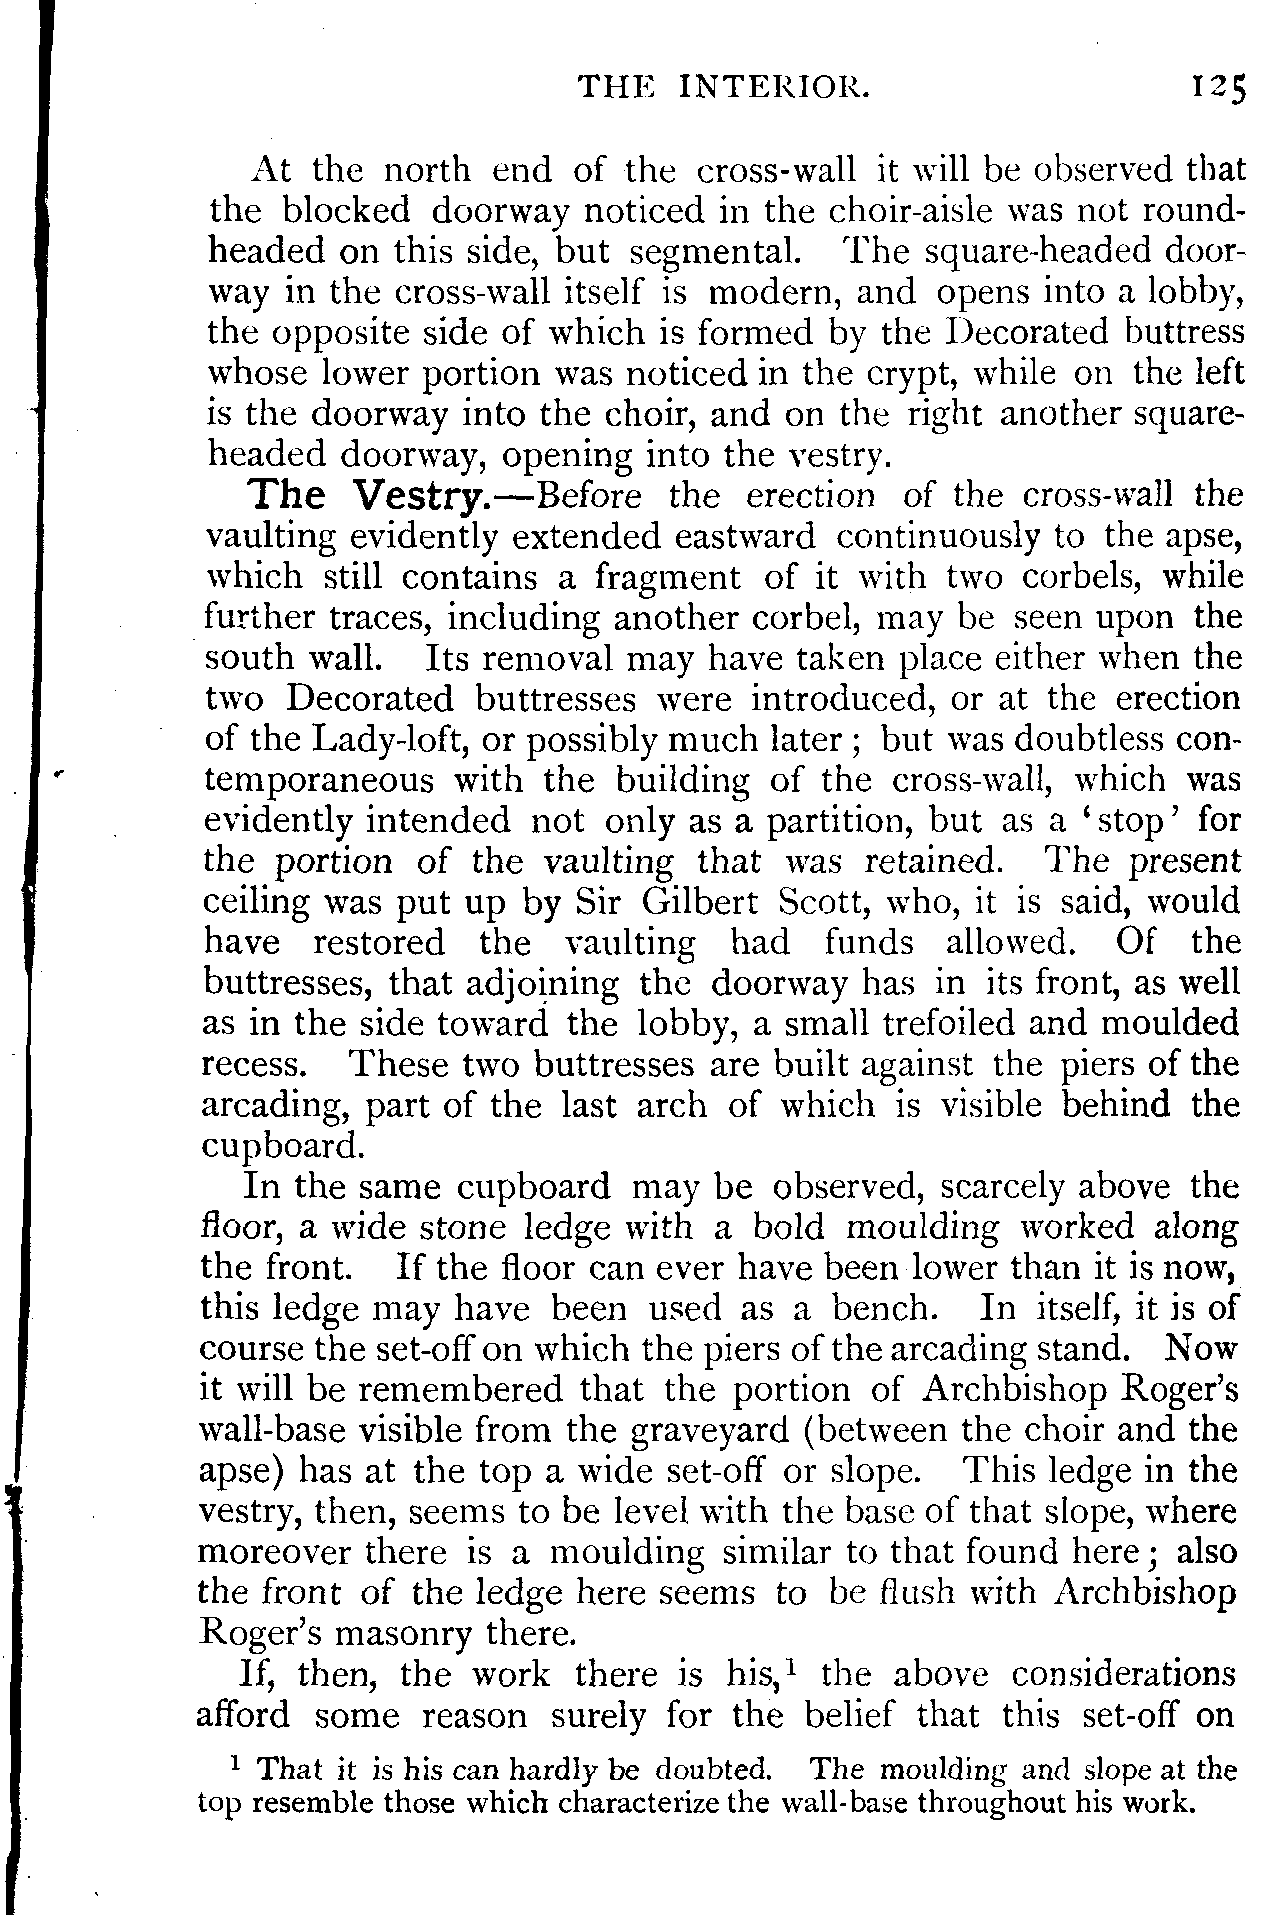 THE INTERIOR. 125
At the north end of the cross-wall it will be observed that
the blocked doorway noticed in the choir-aisle was not round-
headed on this side, but segmental. The square-headed door-
way in the cross-wall itself is modern, and opens into a lobby,
the opposite side of which is formed by the Decorated buttress
whose lower portion was noticed in the crypt, while on the left
is the doorway into the choir, and on the right another square-
headed doorway, opening into the vestry.
The Vestry.—Before the erection of the cross-wall the
vaulting evidently extended eastward continuously to the apse,
which still contains a fragment of it with two corbels, while
further traces, including another corbel, may be seen upon the
south wall. Its removal may have taken place either when the
two Decorated buttresses were introduced, or at the erection
of the Lady-loft, or possibly much later ; but was doubtless con-
temporaneous with the building of the cross-wall, which was
evidently intended not only as a partition, but as a ‘stop’ for
the portion of the vaulting that was retained. The present
ceiling was put up by Sir Gilbert Scott, who, it is said, would
have restored the vaulting had funds allowed. Of the
buttresses, that adjoining the doorway has in its front, as well
as in the side toward the lobby, a small trefoiled and moulded
recess. These two buttresses are built against the piers of the
arcading, part of the last arch of which is visible behind the
cupboard.
In the same cupboard may be observed, scarcely above the
floor, a wide stone ledge with a bold moulding worked along
the front. If the floor can ever have been lower than it is now,
this ledge may have been used as a bench. In itself, it is of
course the set-off on which the piers of the arcading stand. Now
it will be remembered that the portion of Archbishop Roger’s
wall-base visible from the graveyard (between the choir and the
apse) has at the top a wide set-off or slope. This ledge in the
vestry, then, seems to be level with the base of that slope, where
moreover there is a moulding similar to that found here ; also
the front of the ledge here seems to be flush with Archbishop
Roger’s masonry there.
If, then, the work there is his,¹ the above considerations
afford some reason surely for the belief that this set-off on
¹ That it is his can hardly be doubted. The moulding and slope at the
top resemble those which characterize the wall-base throughout his work.